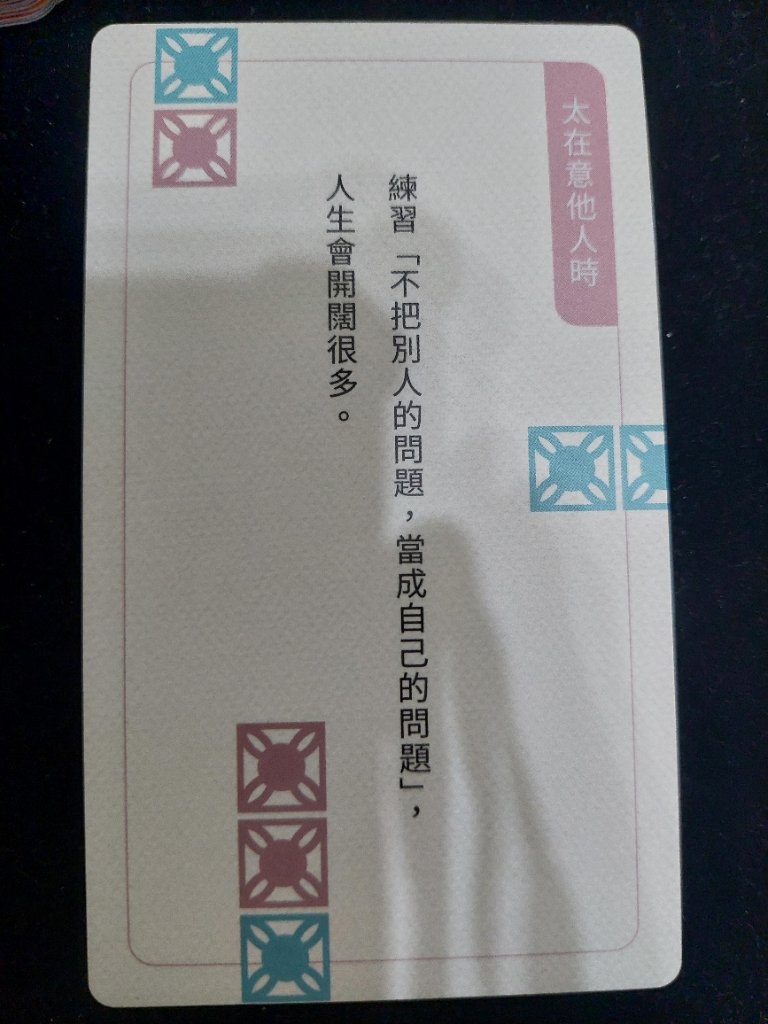 太在意他人時
練習「不把別人的問題，當成自己的問題」，
人生會開闊很多。